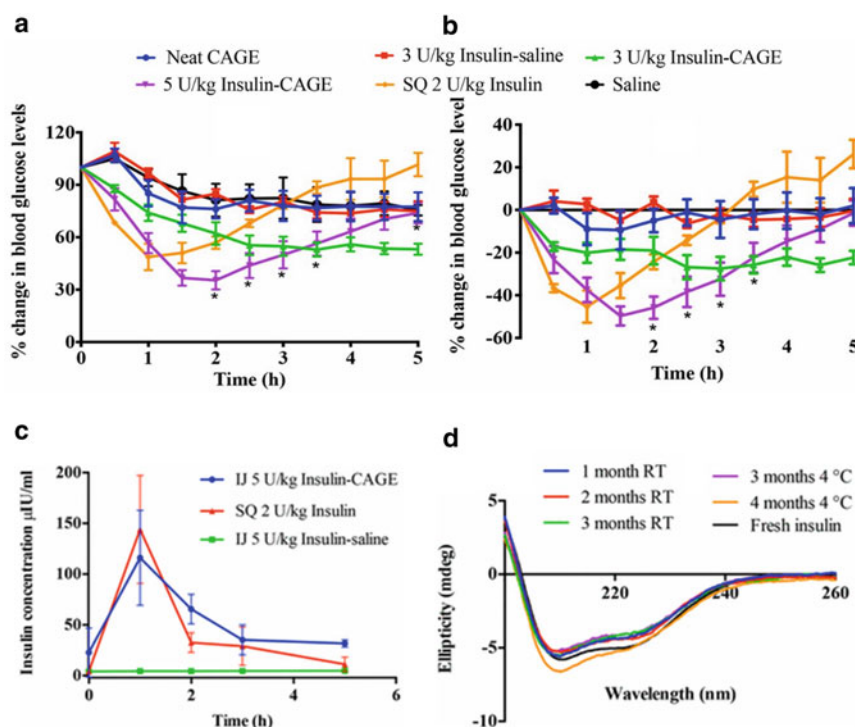 a
b
Neat CAGE
3 U/kg Insulin-saline
3 U/kg Insulin-CAGE
5 U/kg Insulin-CAGE
SQ 2 U/kg Insulin
Saline
% change in blood glucose levels
120
90
60
30
0
0 1 2 3 4 5
* * * * *
Time (h)
% change in blood glucose level
40
20
0
-20
-40
-60
1 2 3 4 5
* * * *
Time (h)
c
Insulin concentration µIU/ml
200
150
100
50
0
0 2 4 6
IJ 5 U/kg Insulin-CAGE
SQ 2 U/kg Insulin
IJ 5 U/kg Insulin-saline
Time (h)
d
1 month RT
2 months RT
3 months RT
3 months 4 °C
4 months 4 °C
Fresh insulin
Ellipticity (mdeg)
5
0
-5
-10
220 240 260
Wavelength (nm)